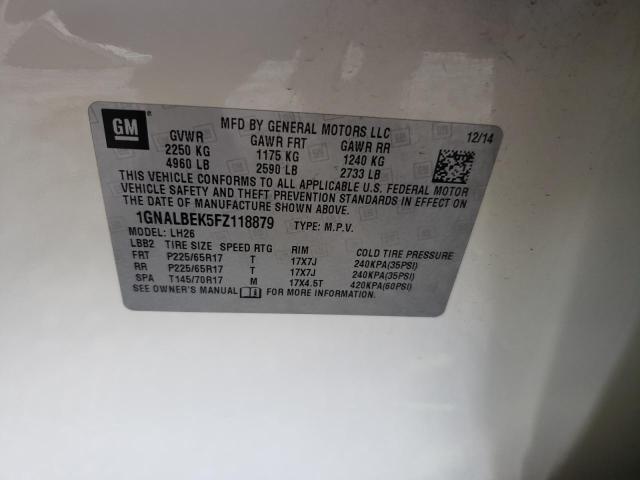 GM
MFD BY GENERAL MOTORS LLC 12/14
GVWR GAWR FRT GAWR RR
2250 KG 1175 KG 1240 KG
4960 LB 2590 LB 2733 LB
THIS VEHICLE CONFORMS TO ALL APPLICABLE U.S. FEDERAL MOTOR
VEHICLE SAFETY AND THEFT PREVENTION STANDARDS IN EFFECT ON
THE DATE OF MANUFACTURE SHOWN ABOVE.
1GNALBEK5FZ118879 TYPE: M.P.V.
MODEL: LH26
LBB2 TIRE SIZE SPEED RTG RIM COLD TIRE PRESSURE
FRT P225/65R17 T 17X7J 240KPA(35PSI)
RR P225/65R17 T 17X7J 240KPA(35PSI)
SPA T145/70R17 M 17X4.5T 420KPA(60PSI)
SEE OWNER'S MANUAL FOR MORE INFORMATION.